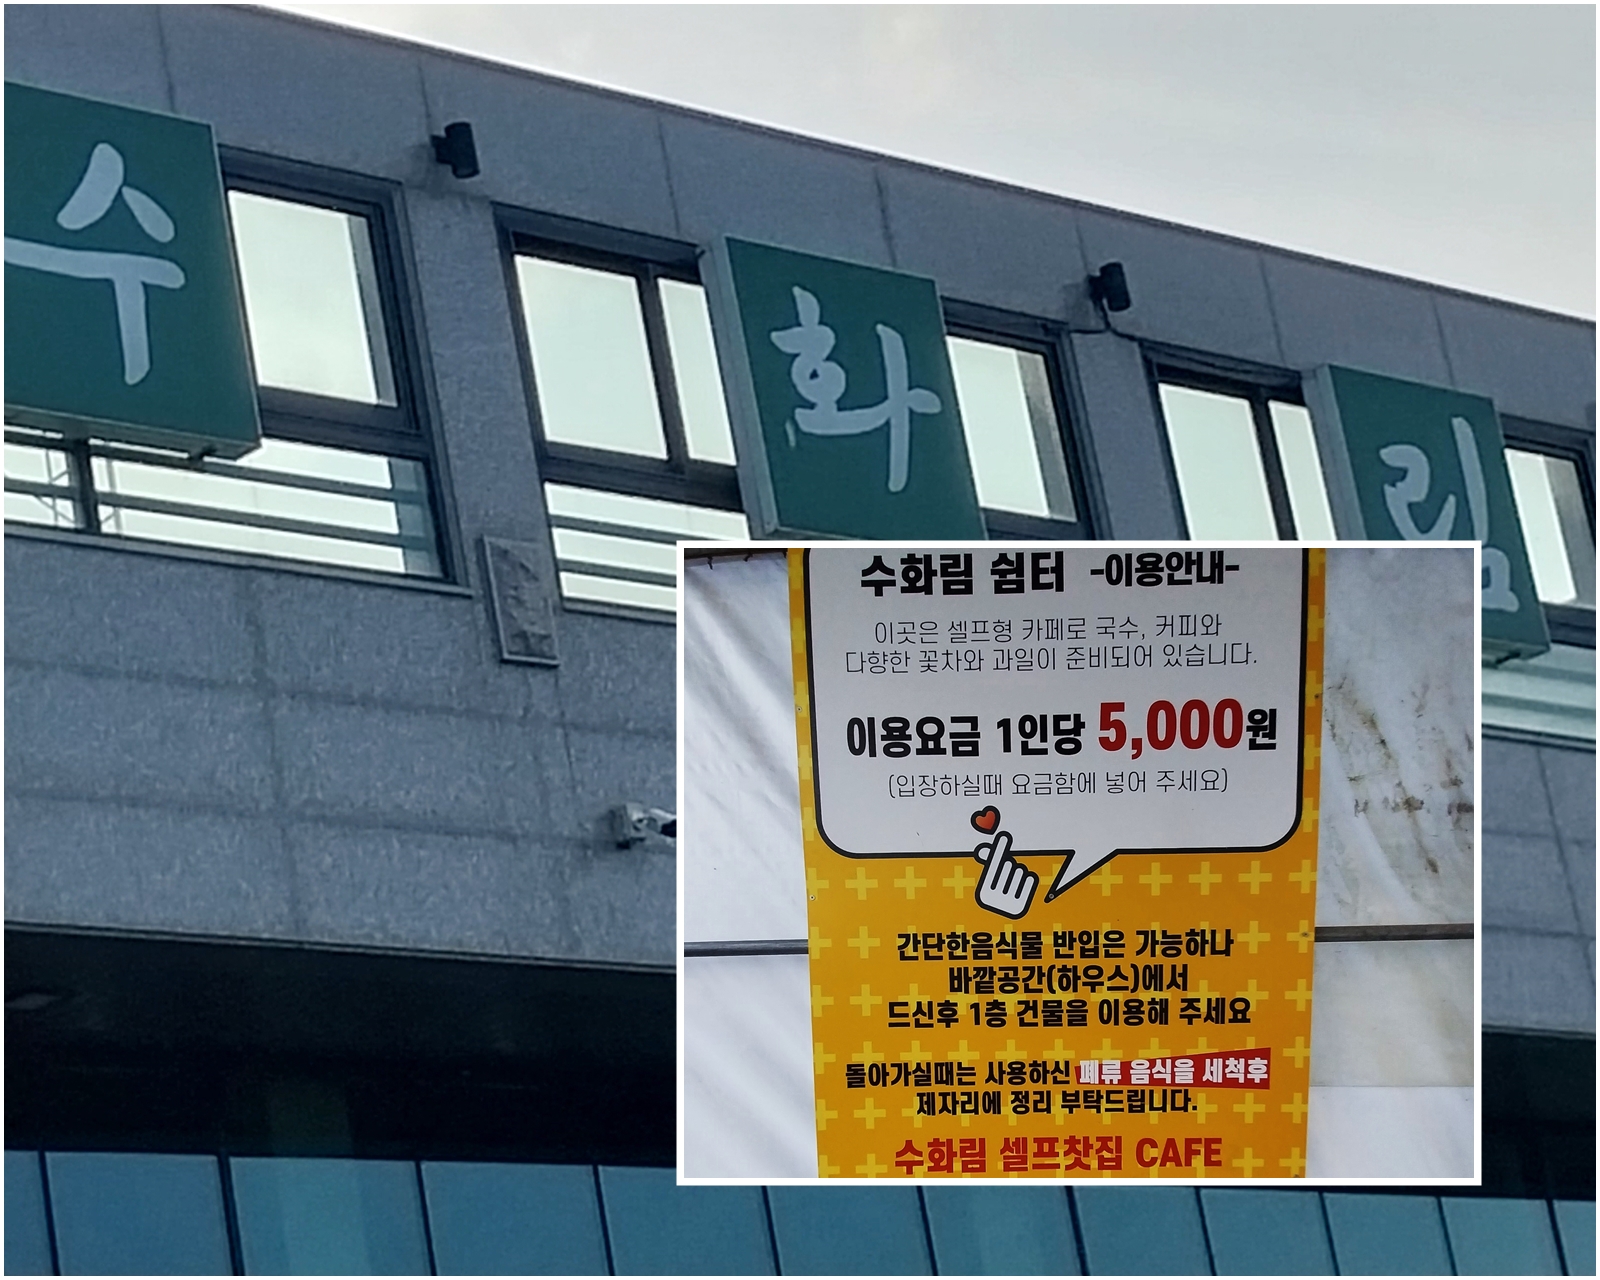 수화림
수화림 쉼터 -이용안내-
이곳은 셀프형 카페로 국수, 커피와
다향한 꽃차와 과일이 준비되어 있습니다.
이용요금 1인당 5,000원
(입장하실때 요금함에 넣어 주세요)
간단한음식물 반입은 가능하나
바깥공간(하우스)에서
드신후 1층 건물을 이용해 주세요
돌아가실때는 사용하신 폐류 음식을 세척후
제자리에 정리 부탁드립니다.
수화림 셀프찻집 CAFE